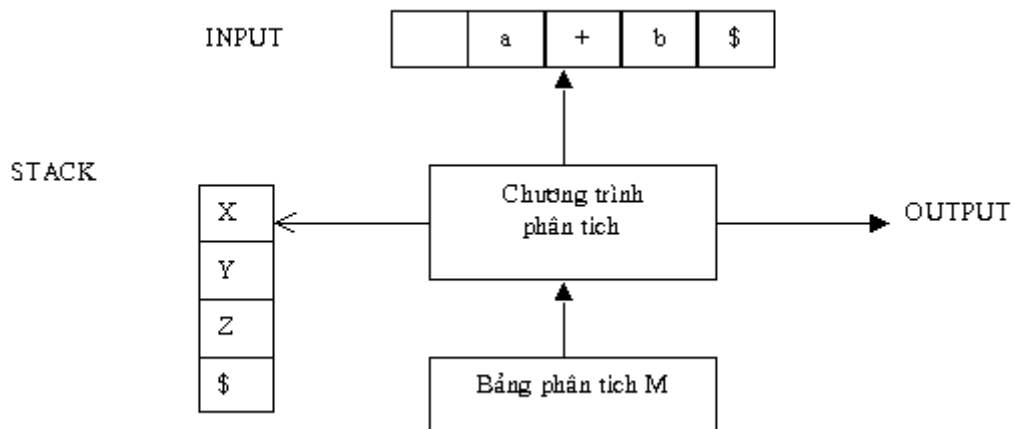 INPUT
a + b $
STACK
Chương trình
phân tích
OUTPUT
X
Y
Z
$
Bảng phân tích M